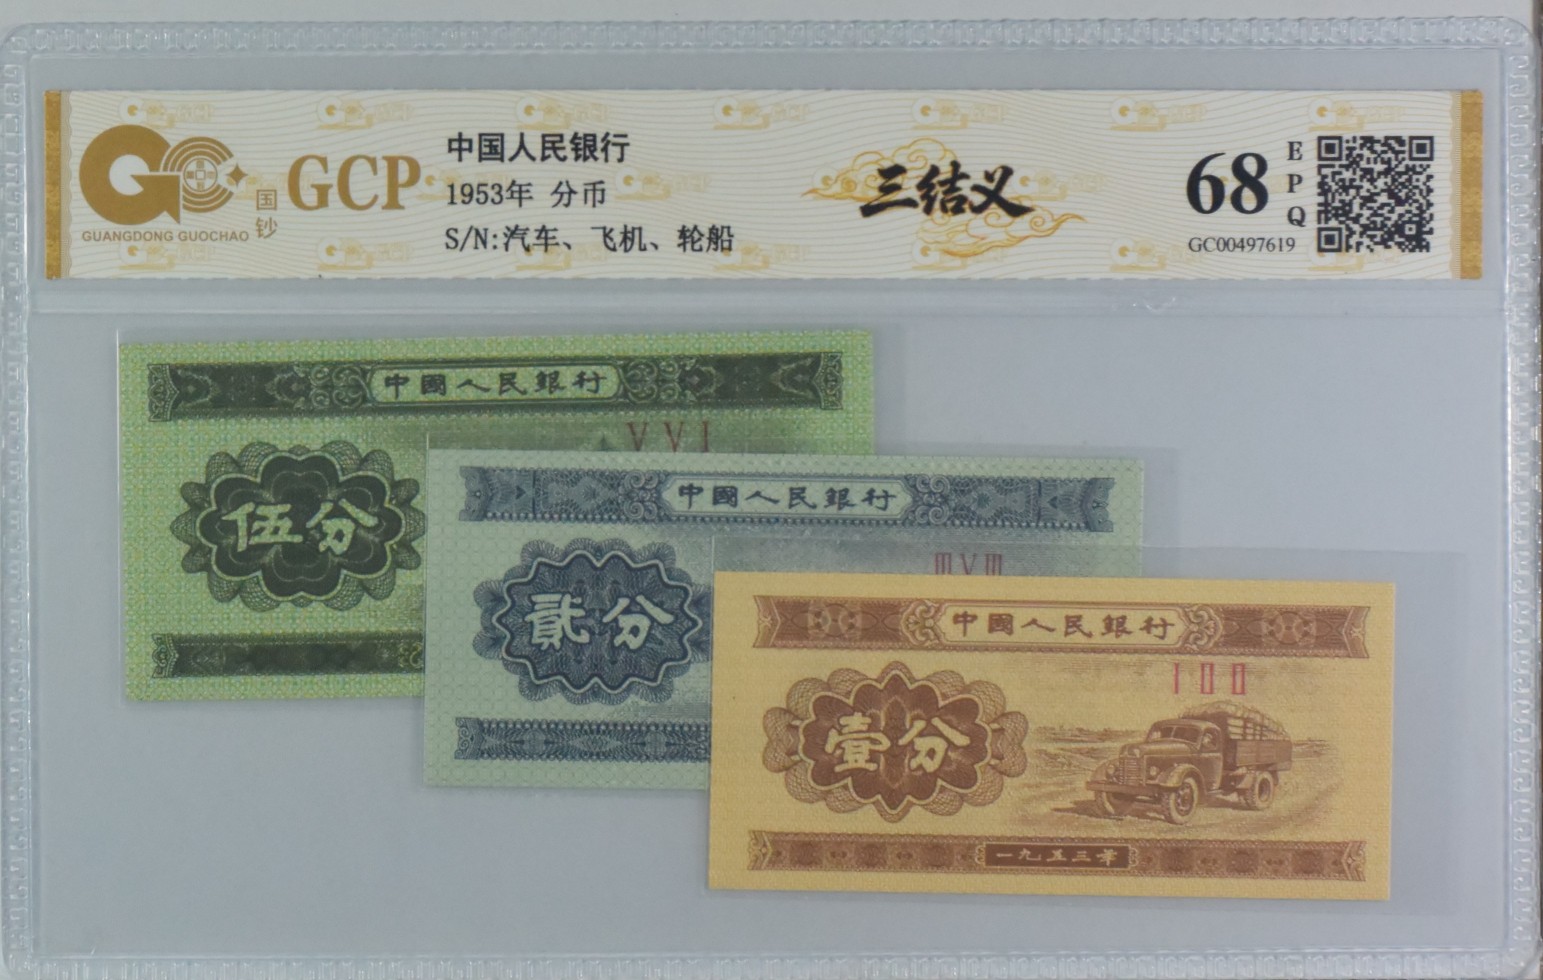 GCP
国钞
GUANGDONG GUOCHAO
中国人民银行
1953年 分币
S/N:汽车、飞机、轮船
三结义
68
EPQ
GC00497619
中國人民銀行
VVI
伍分
中國人民銀行
貳分
中國人民銀行
I00
壹分
一九五三年